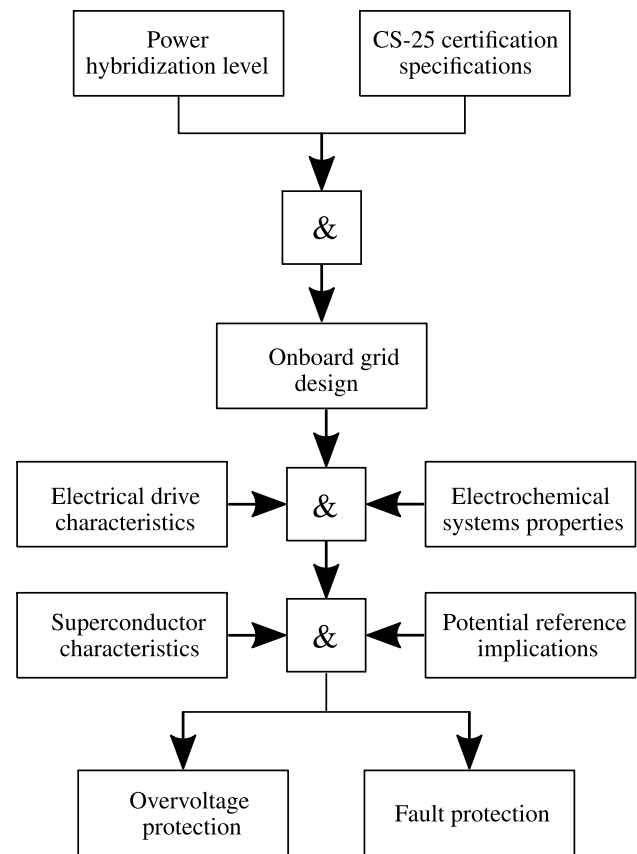 Power
hybridization level
CS-25 certification
specifications
&
Onboard grid
design
Electrical drive
characteristics
&
Electrochemical
systems properties
Superconductor
characteristics
&
Potential reference
implications
Overvoltage
protection
Fault protection